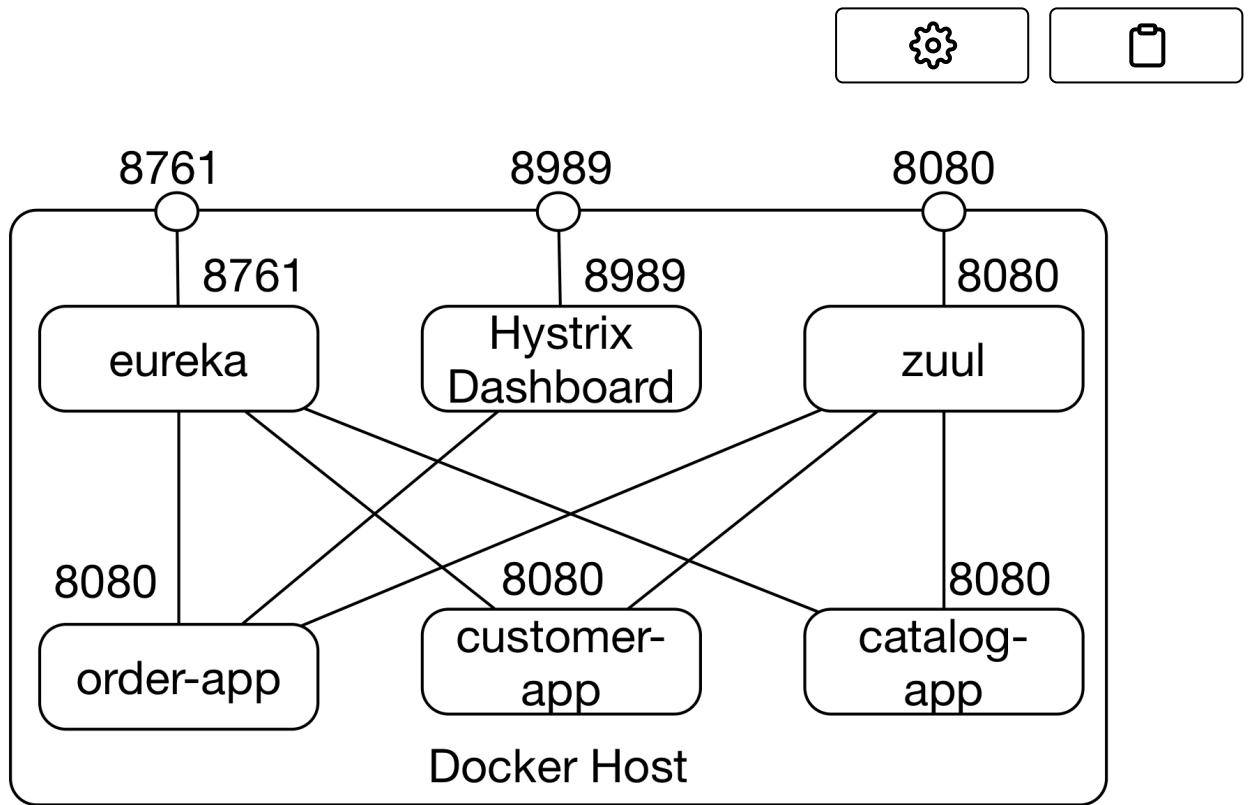 8761
8989
8080
8761
8989
8080
eureka
Hystrix
Dashboard
zuul
8080
8080
8080
order-app
customer-
app
catalog-
app
Docker Host